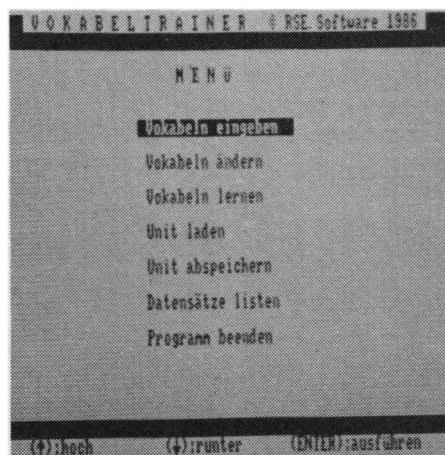 VOKABELTRAINER © RSE Software 1986
MENÜ
Vokabeln eingeben
Vokabeln ändern
Vokabeln lernen
Unit laden
Unit abspeichern
Datensätze listen
Programm beenden
(↑):hoch (↓):runter (ENTER):ausführen